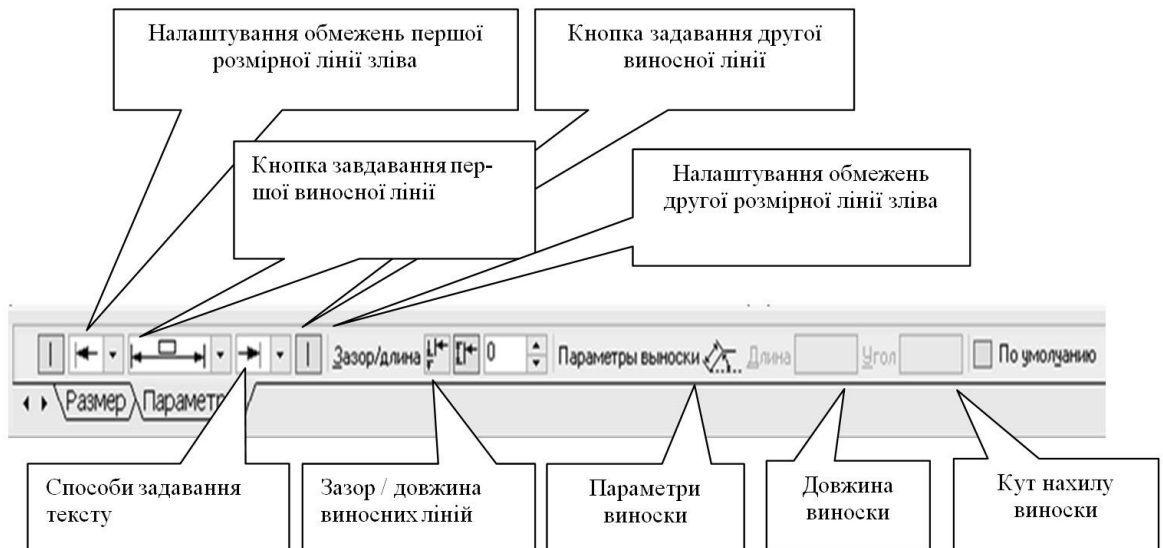 Налаштування обмежень першої
розмірної лінії зліва
Кнопка задавання другої
виносної лінії
Кнопка завдавання пер-
шої виносної лінії
Налаштування обмежень
другої розмірної лінії зліва
Зазор/длина
0
Параметры выноски
Длина
Угол
По умолчанию
Размер
Параметр
Способи задавання
тексту
Зазор / довжина
виносних ліній
Параметри
виноски
Довжина
виноски
Кут нахилу
виноски